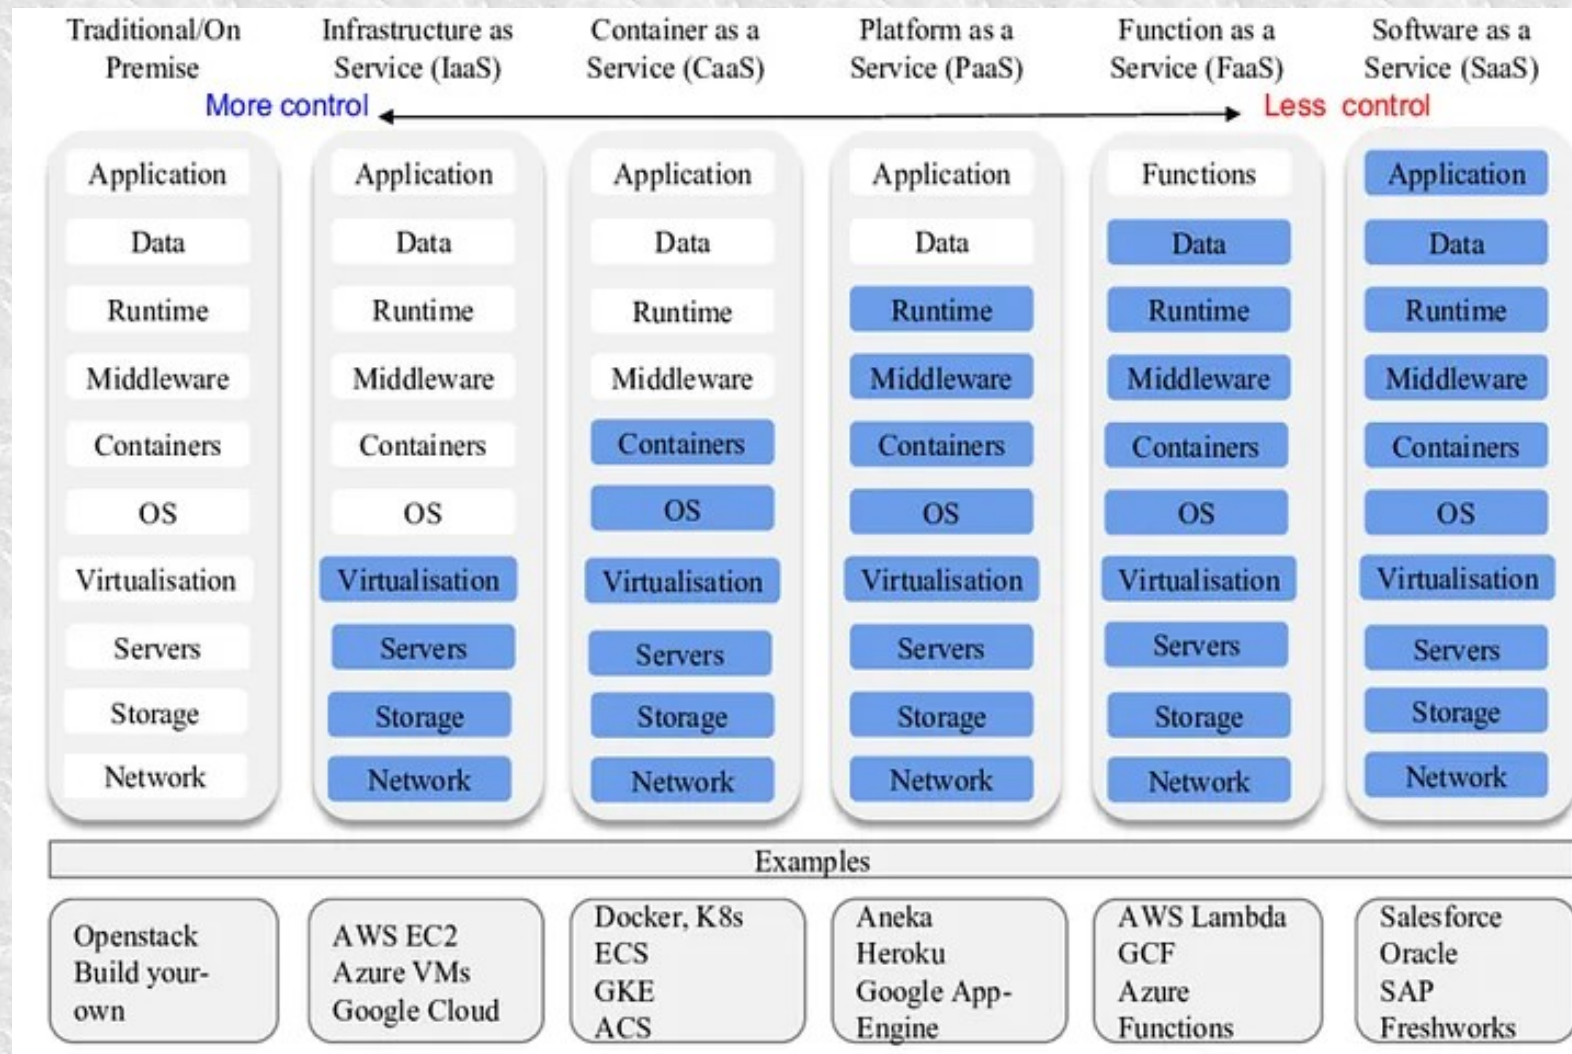 Traditional/On
Premise
Infrastructure as
Service (IaaS)
Container as a
Service (CaaS)
Platform as a
Service (PaaS)
Function as a
Service (FaaS)
Software as a
Service (SaaS)
More control
Less control
Application
Data
Runtime
Middleware
Containers
OS
Virtualisation
Servers
Storage
Network
Application
Data
Runtime
Middleware
Containers
OS
Virtualisation
Servers
Storage
Network
Application
Data
Runtime
Middleware
Containers
OS
Virtualisation
Servers
Storage
Network
Application
Data
Runtime
Middleware
Containers
OS
Virtualisation
Servers
Storage
Network
Functions
Data
Runtime
Middleware
Containers
OS
Virtualisation
Servers
Storage
Network
Application
Data
Runtime
Middleware
Containers
OS
Virtualisation
Servers
Storage
Network
Examples
Openstack
Build your-
own
AWS EC2
Azure VMs
Google Cloud
Docker, K8s
ECS
GKE
ACS
Aneka
Heroku
Google App-
Engine
AWS Lambda
GCF
Azure
Functions
Salesforce
Oracle
SAP
Freshworks